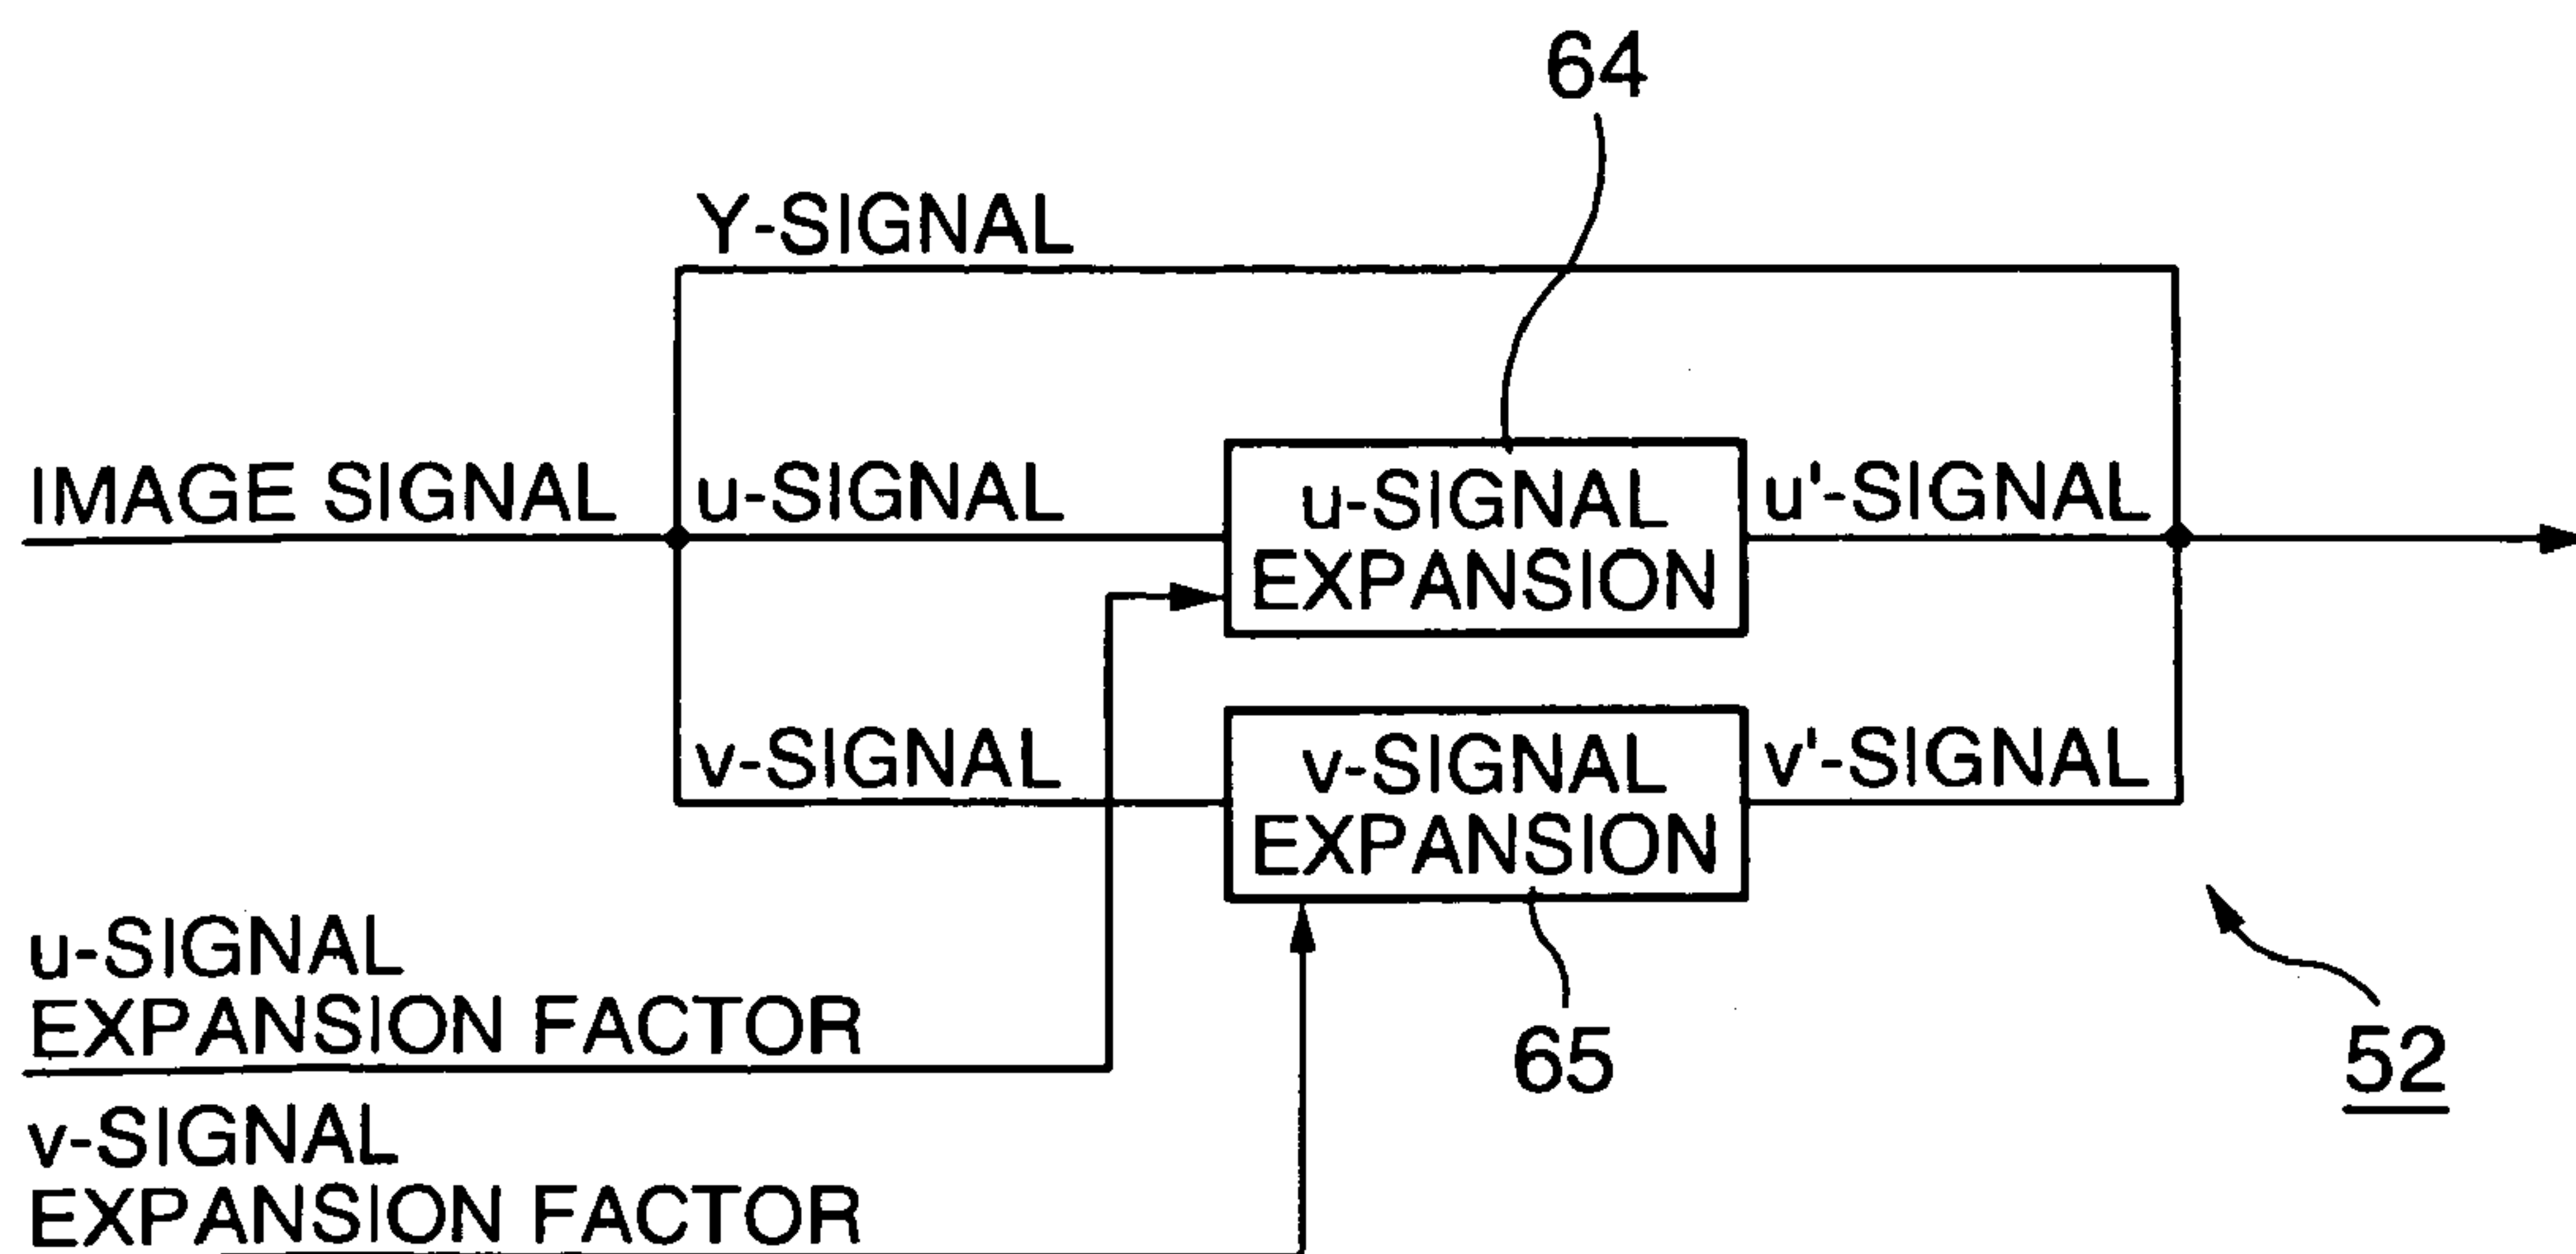 64
Y-SIGNAL
IMAGE SIGNAL
u-SIGNAL
u-SIGNAL
EXPANSION
u'-SIGNAL
v-SIGNAL
v-SIGNAL
EXPANSION
v'-SIGNAL
u-SIGNAL
EXPANSION FACTOR
65
52
v-SIGNAL
EXPANSION FACTOR